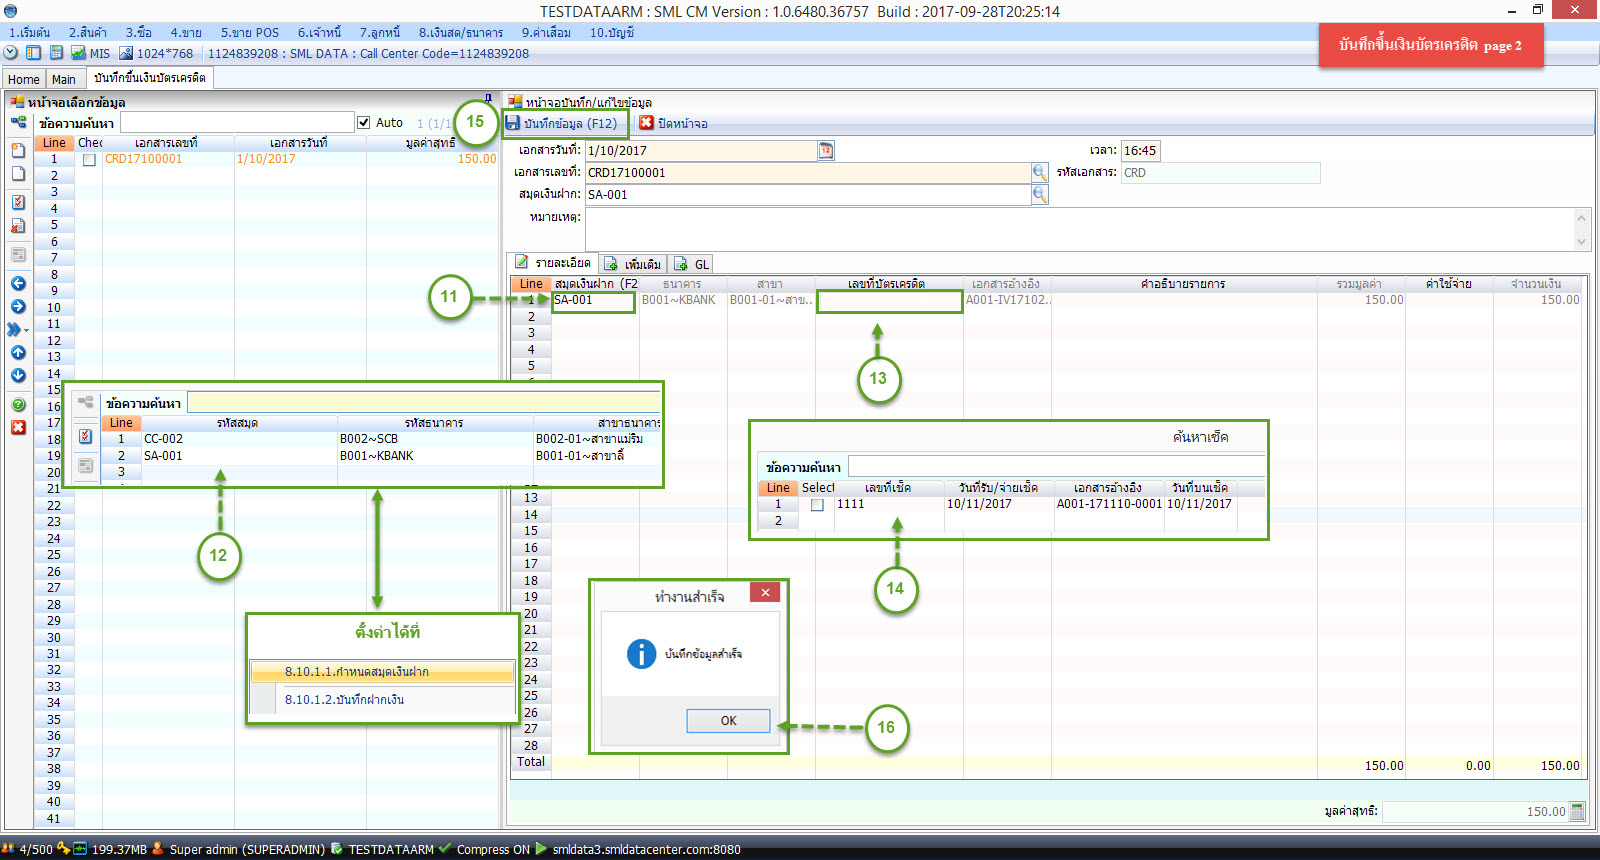 TESTDATAARM : SML CM Version : 1.0.6480.36757  Build : 2017-09-28T20:25:14
1.เริ่มต้น 2.สินค้า 3.ซื้อ 4.ขาย 5.ขาย POS 6.เจ้าหนี้ 7.ลูกหนี้ 8.เงินสด/ธนาคาร 9.ค่าเสื่อม 10.บัญชี
บันทึกขึ้นเงินบัตรเครดิต page 2
MIS 1024*768 1124839208 : SML DATA : Call Center Code=1124839208
Home Main บันทึกขึ้นเงินบัตรเครดิต
หน้าจอเลือกข้อมูล
ข้อความค้นหา Auto
Line เอกสารเลขที่ เอกสารวันที่ มูลค่าสุทธิ
1 CRD17100001 1/10/2017 150.00
2
3
4
5
6
7
8
9
10
11
12
13
14
15
16
17
18
19
20
21
22
23
24
25
26
27
28
29
30
31
32
33
34
35
36
37
38
39
40
41
15
หน้าจอบันทึก/แก้ไขข้อมูล
บันทึกข้อมูล (F12) ปิดหน้าจอ
เอกสารวันที่: 1/10/2017 เวลา: 16:45
เอกสารเลขที่: CRD17100001 รหัสเอกสาร: CRD
สมุดเงินฝาก: SA-001
หมายเหตุ:
รายละเอียด เพิ่มเติม GL
Line สมุดเงินฝาก (F2 ธนาคาร สาขา เลขที่บัตรเครดิต เอกสารอ้างอิง คำอธิบายรายการ รวมมูลค่า ค่าใช้จ่าย จำนวนเงิน
1 SA-001 B001~KBANK B001-01~สาข.. A001-IV17102.. 150.00 150.00
2
3
4
5
13
14
15
16
17
18
19
20
21
22
23
24
25
26
27
28
Total 150.00 0.00 150.00
มูลค่าสุทธิ: 150.00
11
13
ข้อความค้นหา
Line รหัสสมุด รหัสธนาคาร สาขาธนาคาร
1 CC-002 B002~SCB B002-01~สาขาแม่ริม
2 SA-001 B001~KBANK B001-01~สาขาลี้
3
12
ตั้งค่าได้ที่
8.10.1.1.กำหนดสมุดเงินฝาก
8.10.1.2.บันทึกฝากเงิน
ค้นหาเช็ค
ข้อความค้นหา
Line Select เลขที่เช็ค วันที่รับ/จ่ายเช็ค เอกสารอ้างอิง วันที่บนเช็ค
1 1111 10/11/2017 A001-171110-0001 10/11/2017
2
14
ทำงานสำเร็จ
บันทึกข้อมูลสำเร็จ
OK
16
4/500 199.37MB Super admin (SUPERADMIN) TESTDATAARM Compress ON smldata3.smldatacenter.com:8080